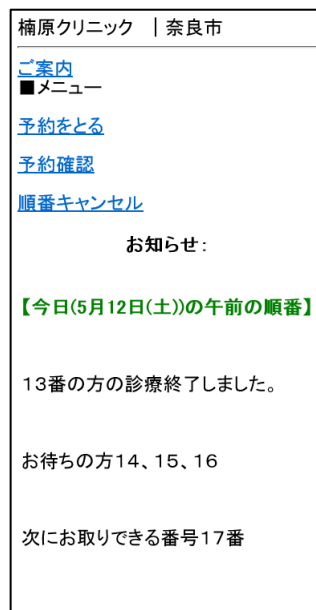 楠原クリニック ｜奈良市
ご案内
■メニュー
予約をとる
予約確認
順番キャンセル
お知らせ：
【今日(5月12日(土))の午前の順番】
１３番の方の診療終了しました。
お待ちの方１４、１５、１６
次にお取りできる番号１７番